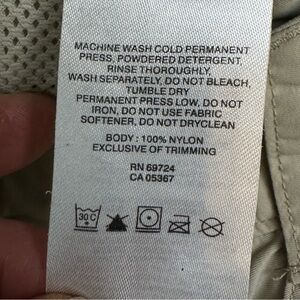 MACHINE WASH COLD PERMANENT
PRESS, POWDERED DETERGENT,
RINSE THOROUGHLY,
WASH SEPARATELY, DO NOT BLEACH,
TUMBLE DRY
PERMANENT PRESS LOW, DO NOT
IRON, DO NOT USE FABRIC
SOFTENER, DO NOT DRYCLEAN
BODY : 100% NYLON
EXCLUSIVE OF TRIMMING
RN 69724
CA 05367
30 C